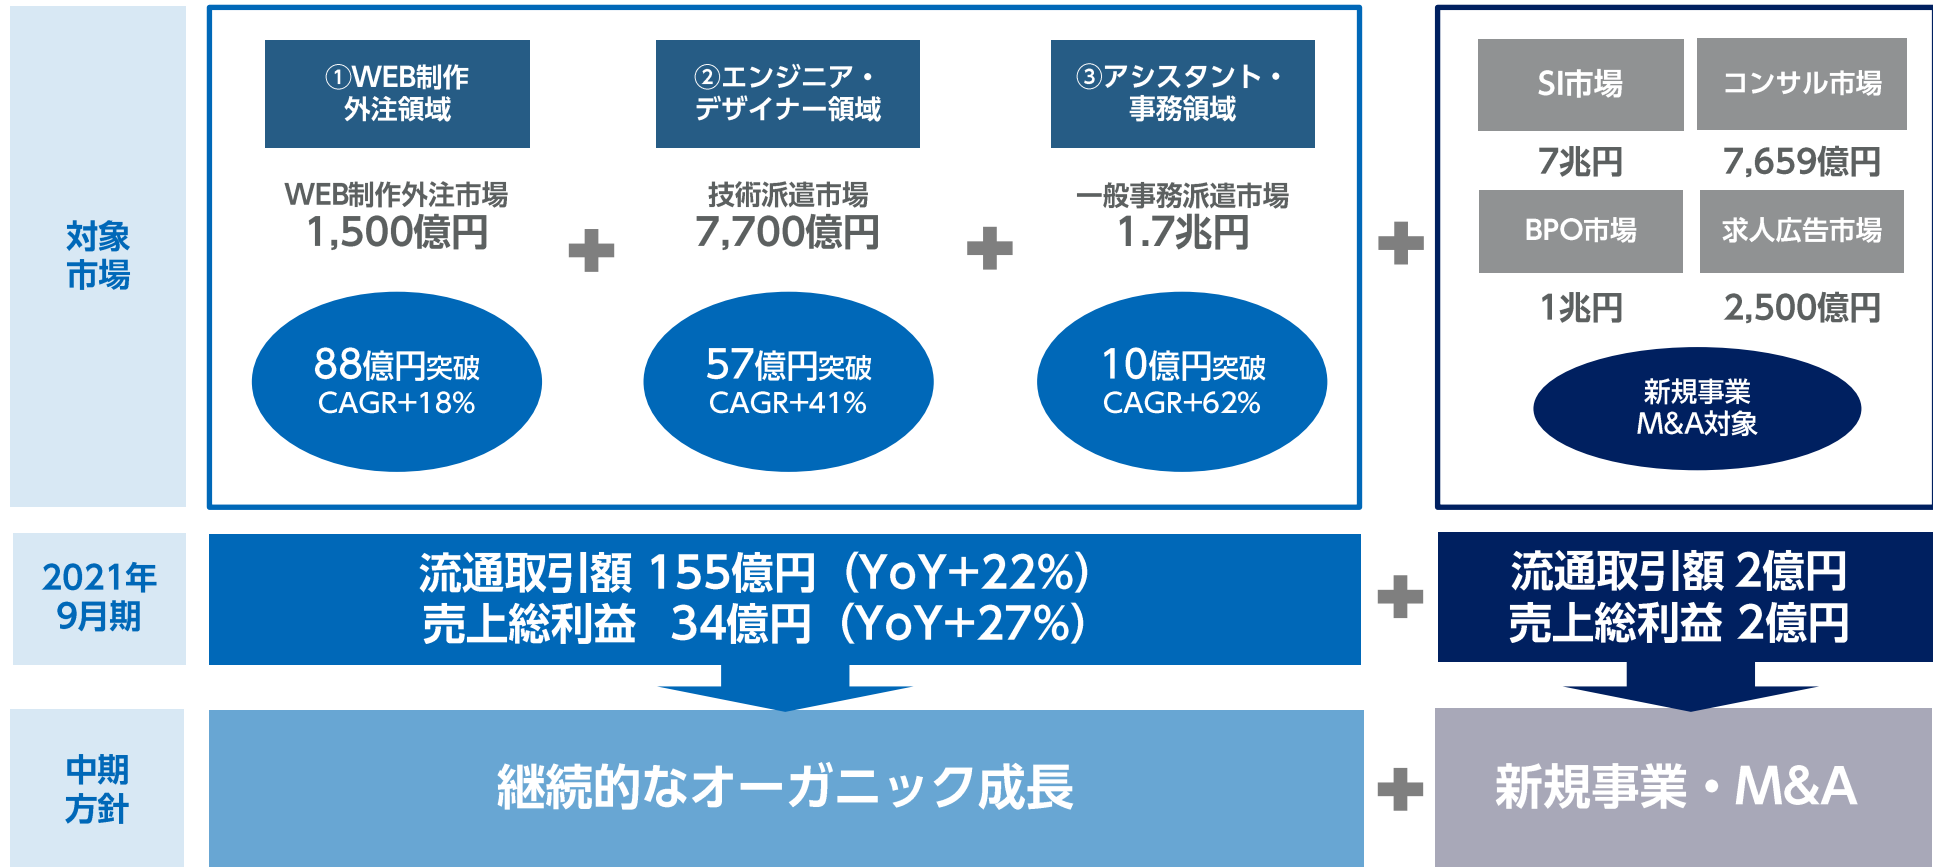 対象
市場
①WEB制作
外注領域
WEB制作外注市場
1,500億円
88億円突破
CAGR+18%
②エンジニア・
デザイナー領域
技術派遣市場
7,700億円
57億円突破
CAGR+41%
③アシスタント・
事務領域
一般事務派遣市場
1.7兆円
10億円突破
CAGR+62%
SI市場
7兆円
コンサル市場
7,659億円
BPO市場
1兆円
求人広告市場
2,500億円
新規事業
M&A対象
2021年
9月期
流通取引額 155億円（YoY+22%）
売上総利益 34億円（YoY+27%）
流通取引額 2億円
売上総利益 2億円
中期
方針
継続的なオーガニック成長
新規事業・M&A